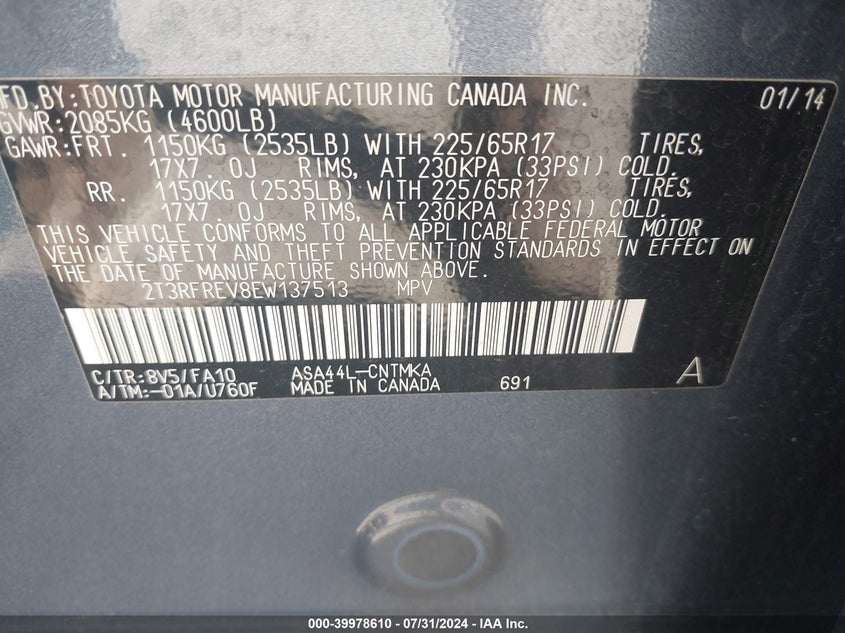 FD.BY:TOYOTA MOTOR MANUFACTURING CANADA INC. 01/14
GVWR:2085KG (4600LB)
GAWR:FRT. 1150KG (2535LB) WITH 225/65R17 TIRES,
17X7.0J RIMS, AT 230KPA (33PSI) COLD.
RR. 1150KG (2535LB) WITH 225/65R17 TIRES,
17X7.0J RIMS, AT 230KPA (33PSI) COLD.
THIS VEHICLE CONFORMS TO ALL APPLICABLE FEDERAL MOTOR
VEHICLE SAFETY AND THEFT PREVENTION STANDARDS IN EFFECT ON
THE DATE OF MANUFACTURE SHOWN ABOVE.
2T3RFREV8EW137513 MPV
C/TR:8V5/FA10 ASA44L-CNTMKA
A/TM:-01A/U760F MADE IN CANADA 691 A
000-39978610 - 07/31/2024 - IAA Inc.